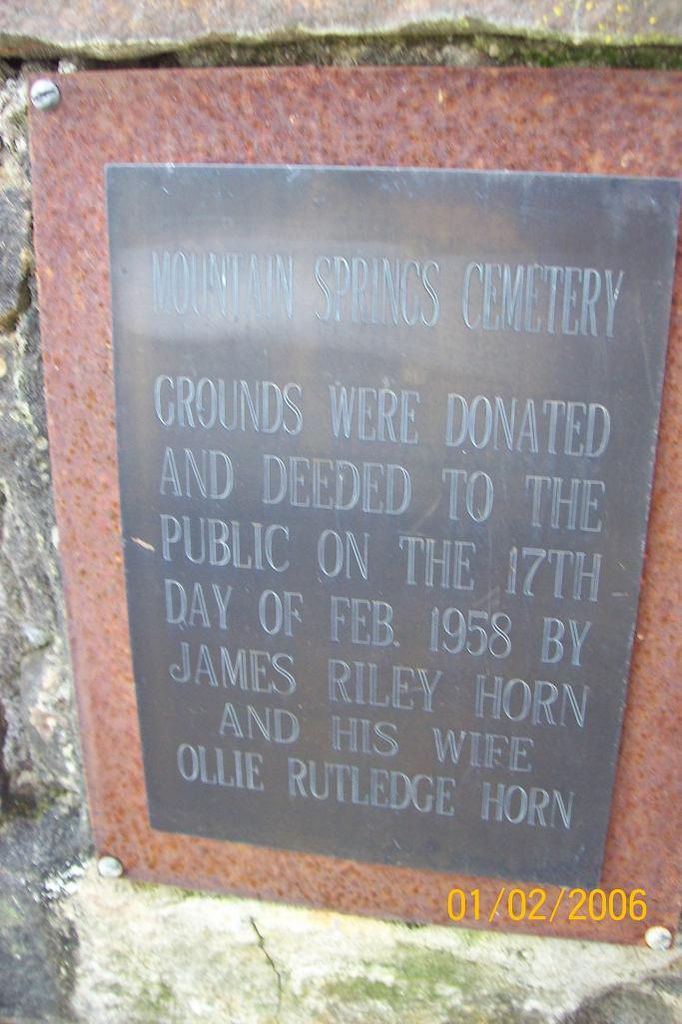 MOUNTAIN SPRINGS CEMETERY
GROUNDS WERE DONATED
AND DEEDED TO THE
PUBLIC ON THE 17TH
DAY OF FEB. 1958 BY
JAMES RILEY HORN
AND HIS WIFE
OLLIE RUTLEDGE HORN
01/02/2006